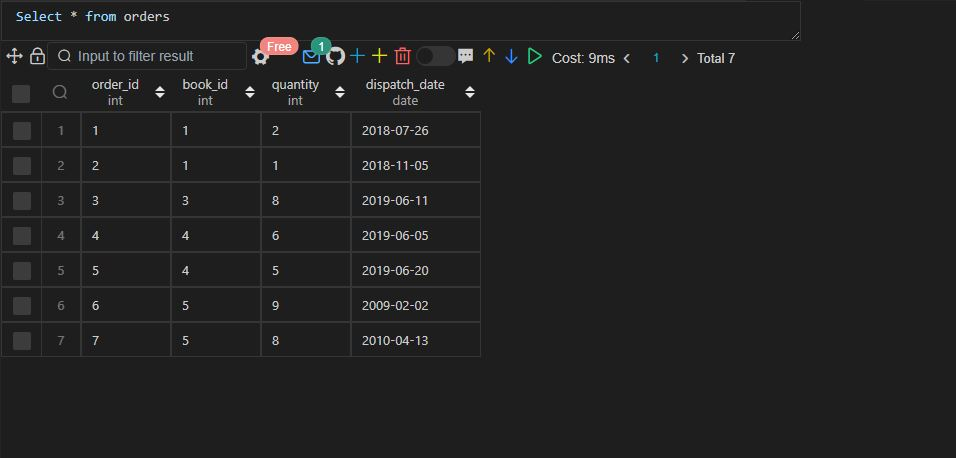 Select * from orders
Free
1
Input to filter result
Cost: 9ms
1
Total 7
order_id book_id quantity dispatch_date
int int int date
1 1 1 2 2018-07-26
2 2 1 1 2018-11-05
3 3 3 8 2019-06-11
4 4 4 6 2019-06-05
5 5 4 5 2019-06-20
6 6 5 9 2009-02-02
7 7 5 8 2010-04-13